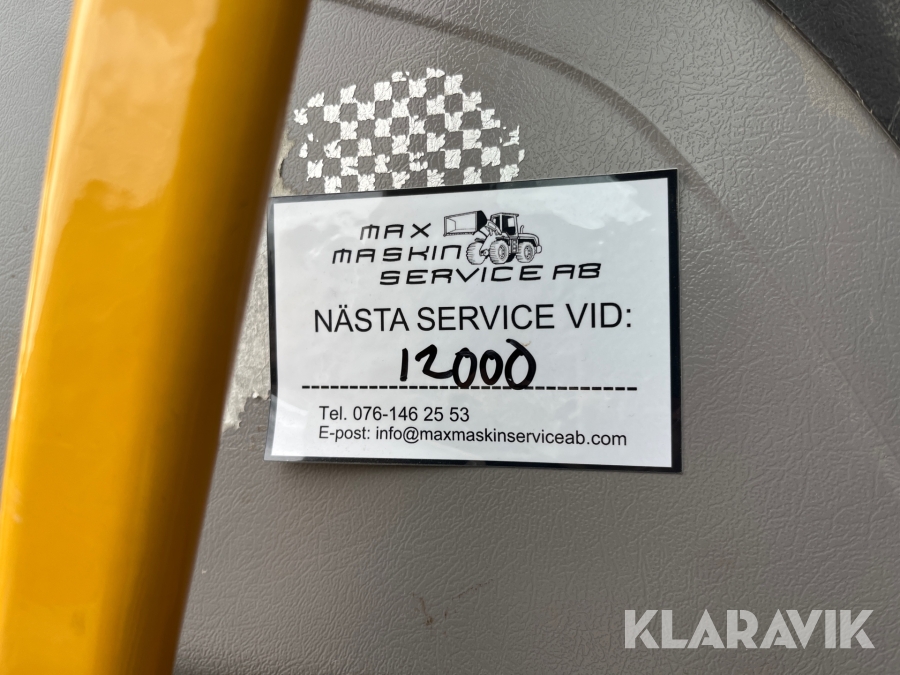 MAX
MASKIN
SERVICE AB
NÄSTA SERVICE VID:
12000
Tel. 076-146 25 53
E-post: info@maxmaskinserviceab.com
KLARAVIK